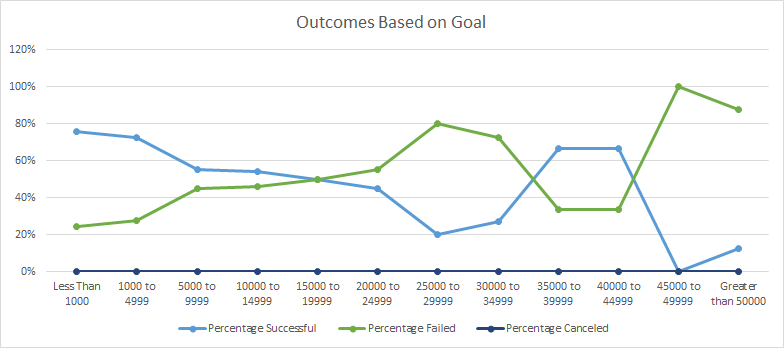 Outcomes Based on Goal
120%
100%
80%
60%
40%
20%
0%
Less Than
1000
1000 to
4999
5000 to
9999
10000 to
14999
15000 to
19999
20000 to
24999
25000 to
29999
30000 to
34999
35000 to
39999
40000 to
44999
45000 to
49999
Greater
than 50000
Percentage Successful
Percentage Failed
Percentage Canceled